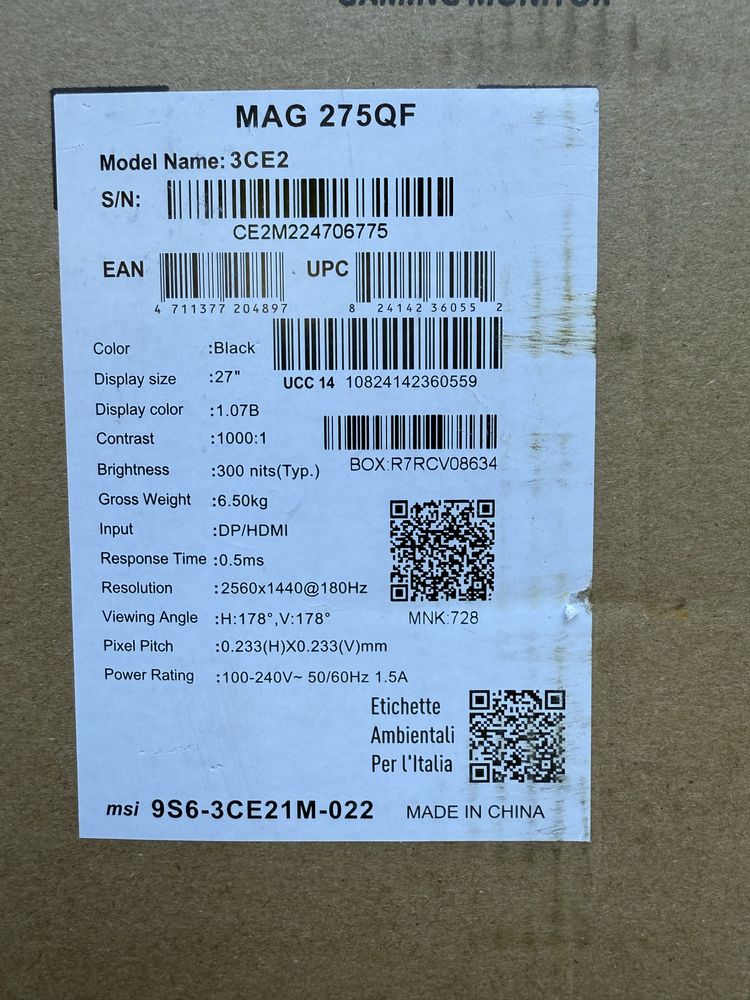 GAMING MONITOR
MAG 275QF
Model Name: 3CE2
S/N:
CE2M224706775
EAN
UPC
4 711377 204897
8 24142 36055 2
Color :Black
UCC 14 10824142360559
Display size :27"
Display color :1.07B
Contrast :1000:1
Brightness :300 nits(Typ.)
BOX:R7RCV08634
Gross Weight :6.50kg
Input :DP/HDMI
Response Time :0.5ms
Resolution :2560x1440@180Hz
Viewing Angle :H:178°,V:178°
MNK:728
Pixel Pitch :0.233(H)X0.233(V)mm
Power Rating :100-240V~ 50/60Hz 1.5A
Etichette
Ambientali
Per l'Italia
msi 9S6-3CE21M-022 MADE IN CHINA